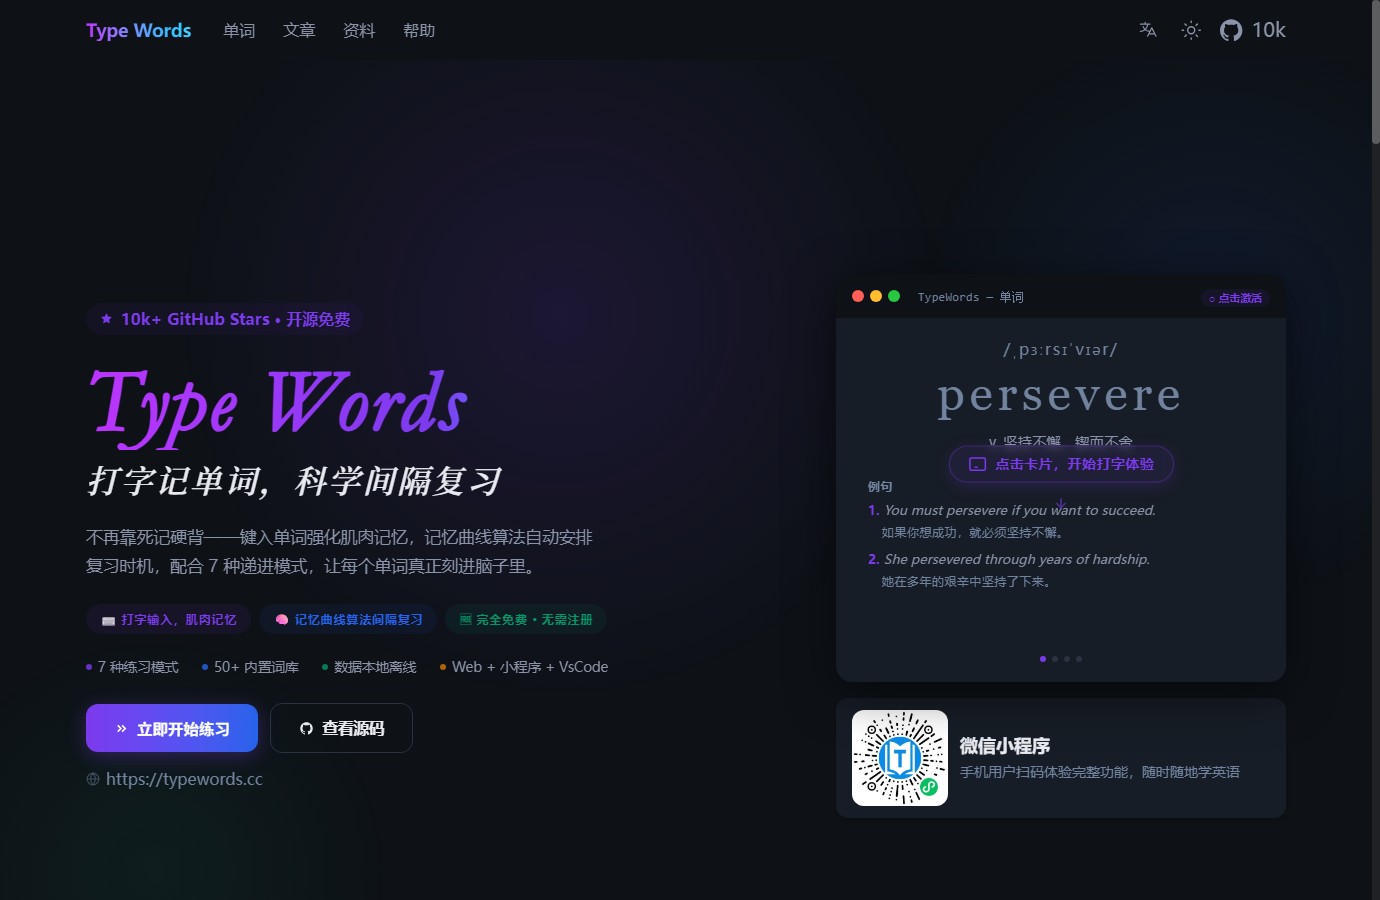 Type Words
单词
文章
资料
帮助
10k
10k+ GitHub Stars • 开源免费
Type Words
打字记单词，科学间隔复习
不再靠死记硬背——键入单词强化肌肉记忆，记忆曲线算法自动安排
复习时机，配合 7 种递进模式，让每个单词真正刻进脑子里。
打字输入，肌肉记忆
记忆曲线算法间隔复习
🆓 完全免费・无需注册
7 种练习模式
50+ 内置词库
数据本地离线
Web + 小程序 + VsCode
立即开始练习
查看源码
https://typewords.cc
TypeWords — 单词
○ 点击激活
/ˌpɜːrsɪˈvɪər/
persevere
v. 坚持不懈，锲而不舍
点击卡片，开始打字体验
例句
1. You must persevere if you want to succeed.
如果你想成功，就必须坚持不懈。
2. She persevered through years of hardship.
她在多年的艰辛中坚持了下来。
T
微信小程序
手机用户扫码体验完整功能，随时随地学英语